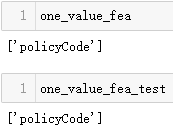 1 one_value_fea
['policyCode']
1 one_value_fea_test
['policyCode']